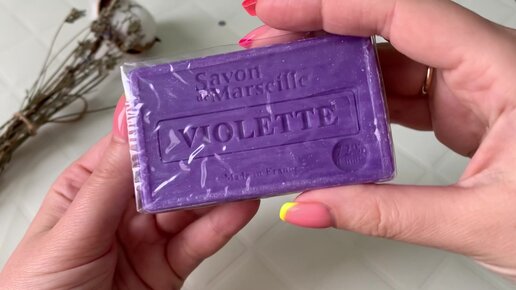 Savon
de Marseille
VIOLETTE
Made in France